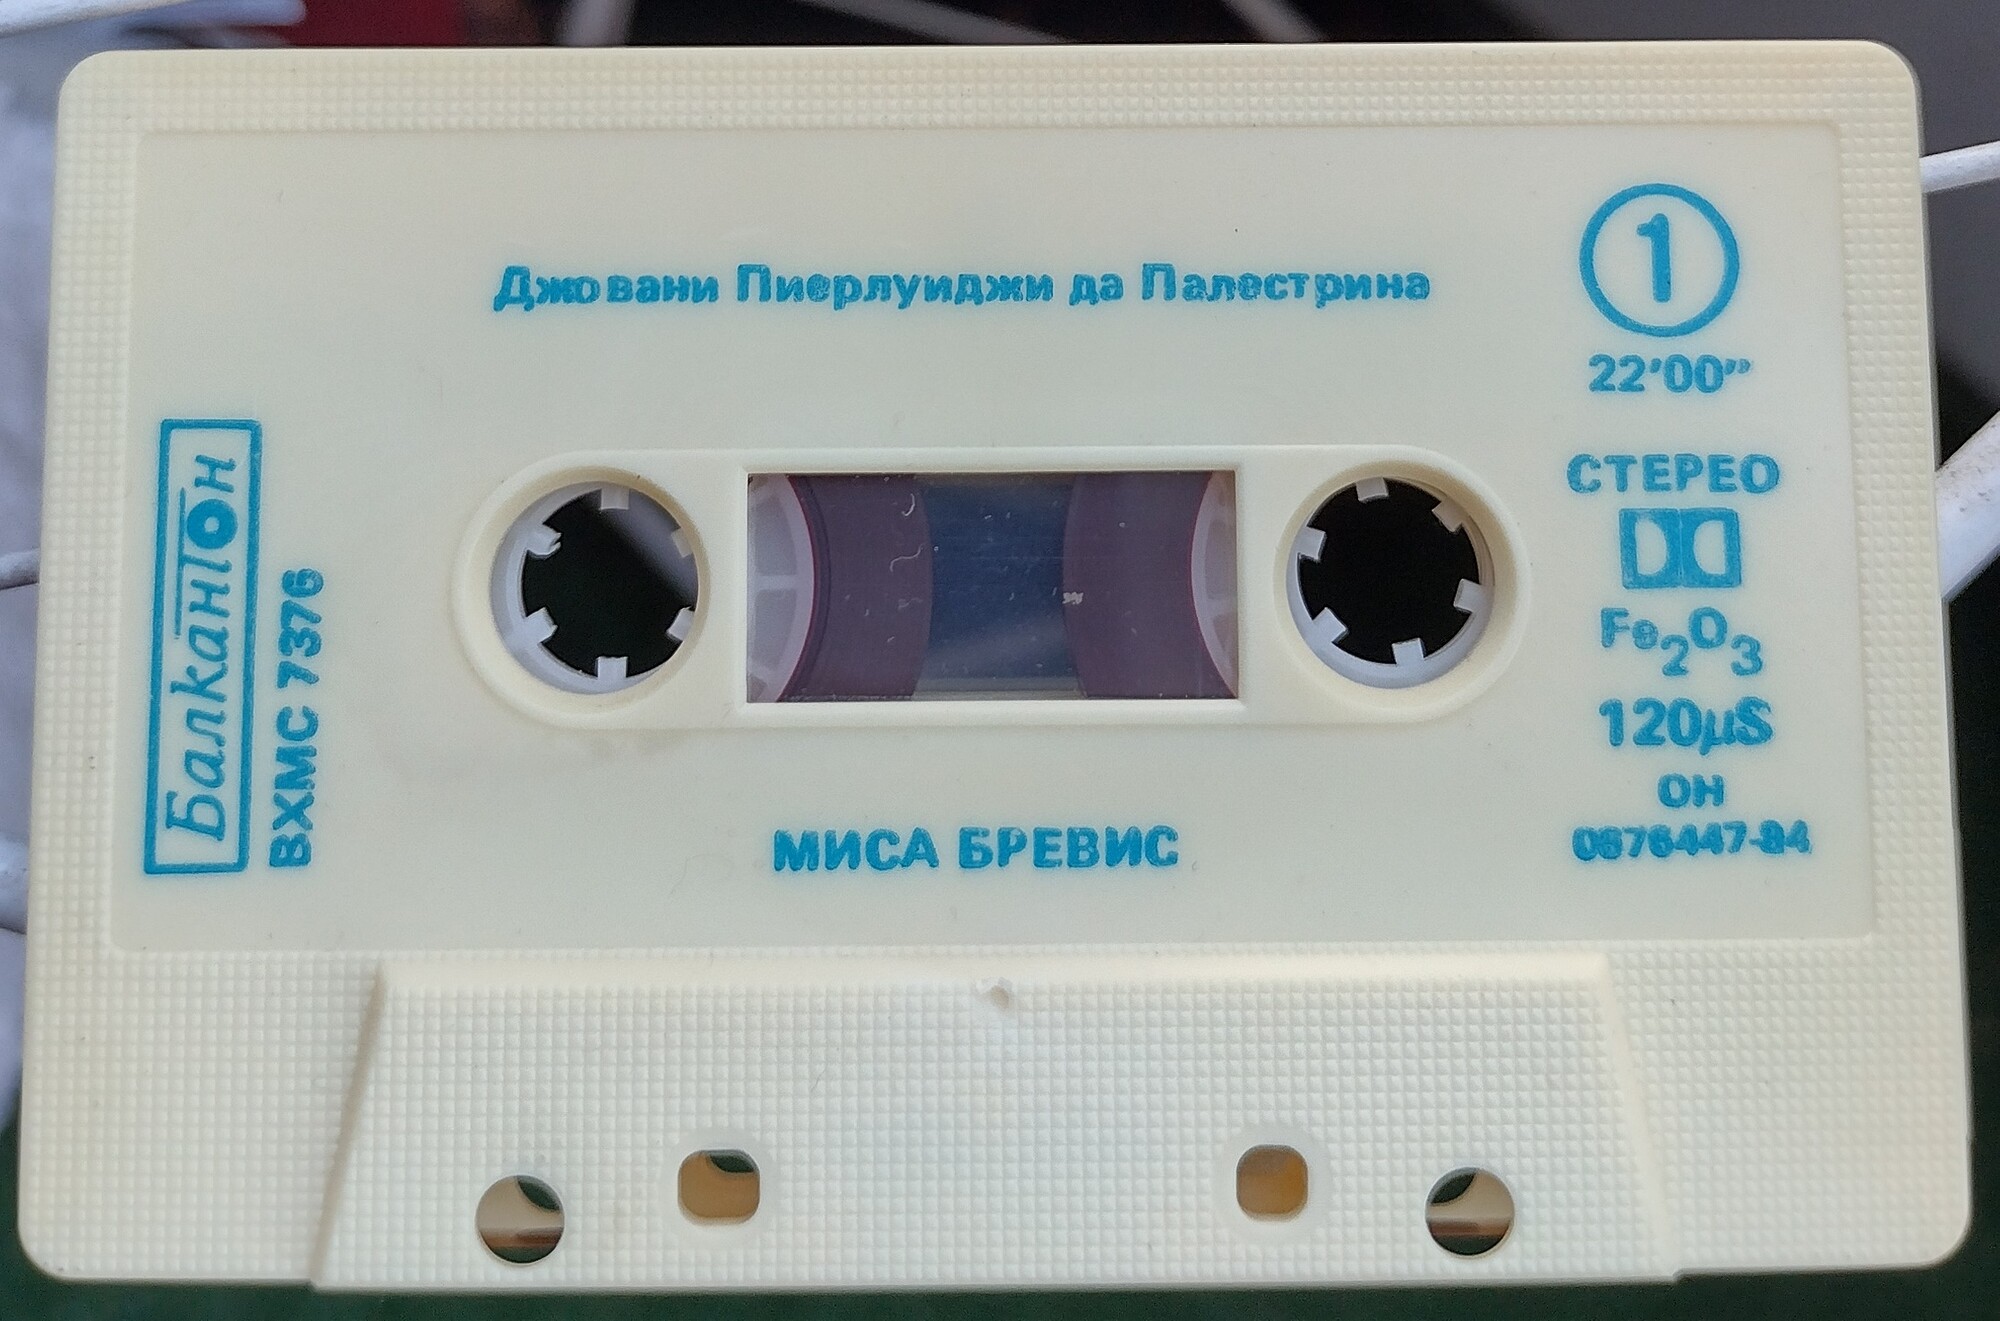 Джовани Пиерлуиджи да Палестрина
1
22'00"
СТЕРЕО
Fe2O3
120µS
ОН
0876447-84
МИСА БРЕВИС
Балкантон
ВХМС 7376